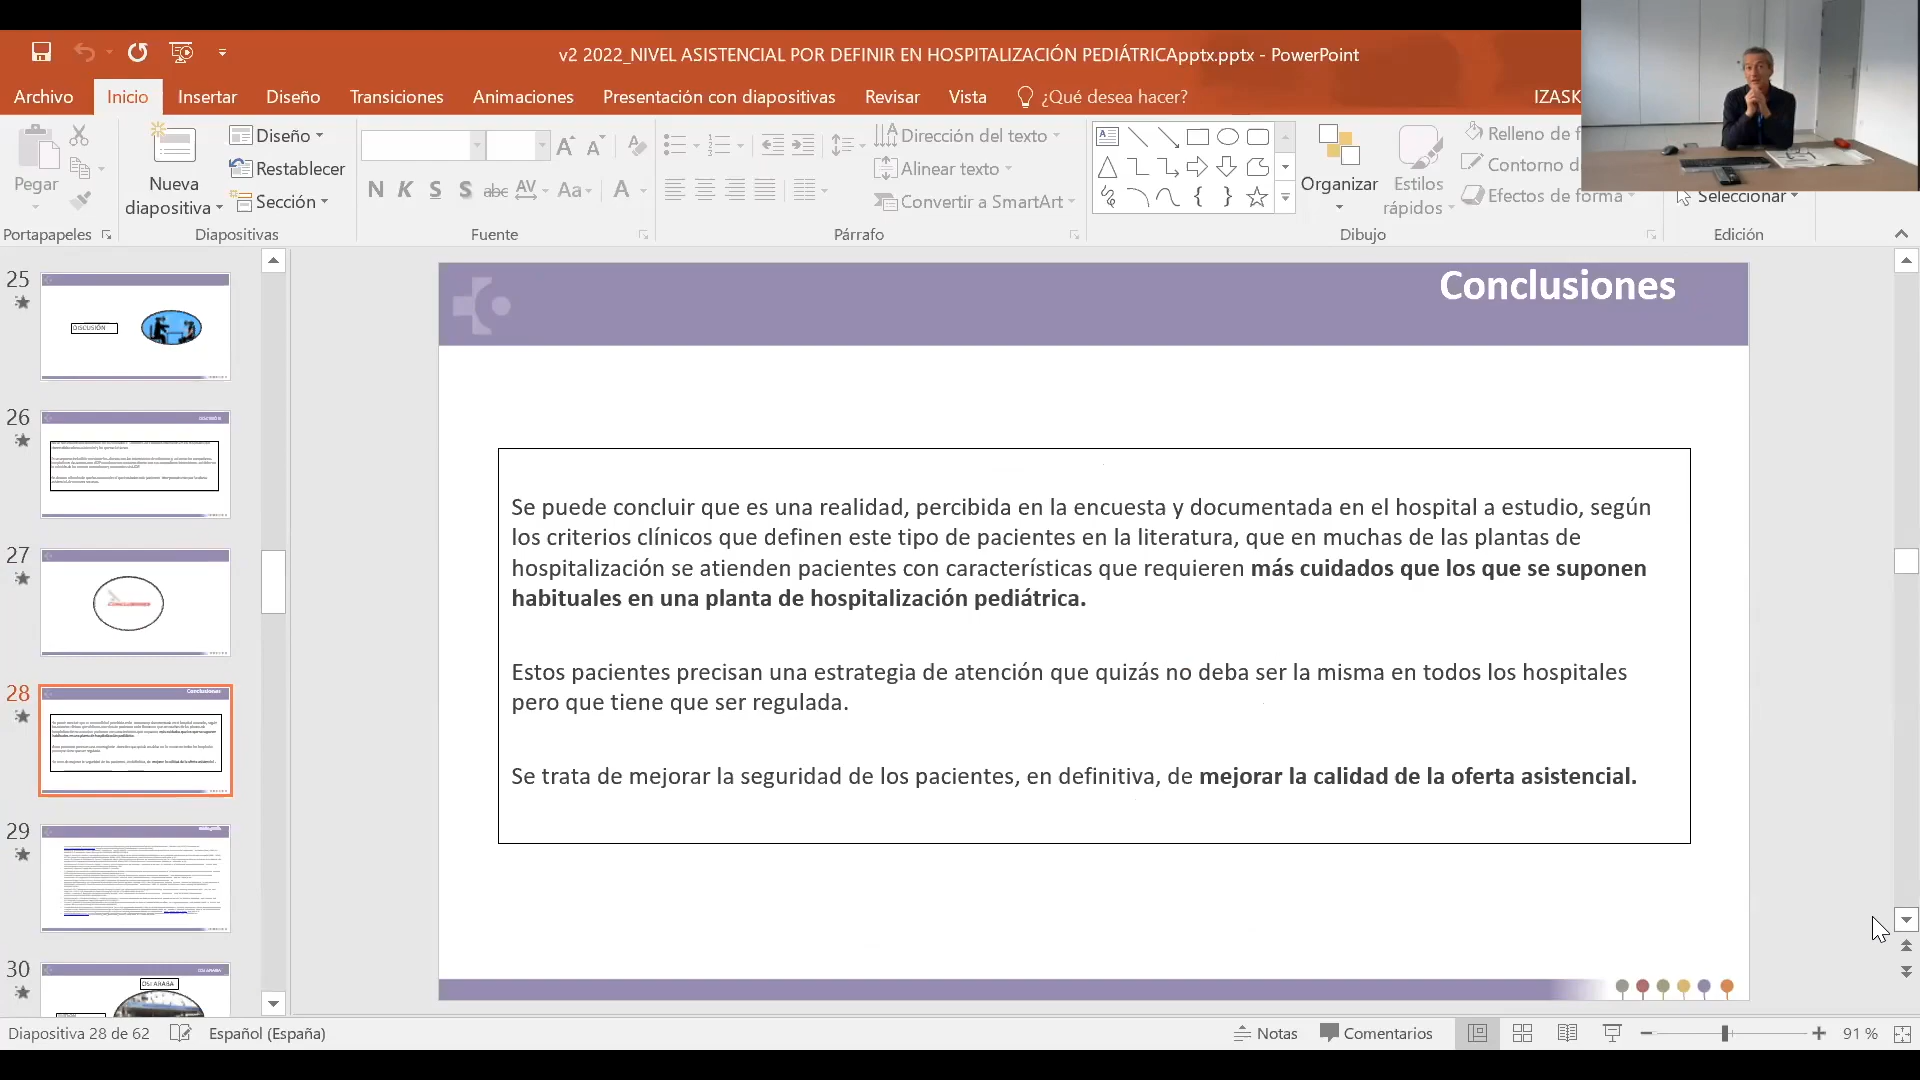 v2 2022_NIVEL ASISTENCIAL POR DEFINIR EN HOSPITALIZACIÓN PEDIÁTRICApptx.pptx - PowerPoint
Archivo Inicio Insertar Diseño Transiciones Animaciones Presentación con diapositivas Revisar Vista ¿Qué desea hacer? IZASK
Pegar
Nueva diapositiva
Diseño
Restablecer
Sección
N K S S abc AV Aa A
Dirección del texto
Alinear texto
Convertir a SmartArt
Organizar
Estilos rápidos
Relleno de f
Contorno d
Efectos de forma
Seleccionar
Portapapeles Diapositivas Fuente Párrafo Dibujo Edición
25
DISCUSIÓN
26
27
28
Conclusiones
29
30
OSI ARABA
Conclusiones
Se puede concluir que es una realidad, percibida en la encuesta y documentada en el hospital a estudio, según
los criterios clínicos que definen este tipo de pacientes en la literatura, que en muchas de las plantas de
hospitalización se atienden pacientes con características que requieren más cuidados que los que se suponen
habituales en una planta de hospitalización pediátrica.
Estos pacientes precisan una estrategia de atención que quizás no deba ser la misma en todos los hospitales
pero que tiene que ser regulada.
Se trata de mejorar la seguridad de los pacientes, en definitiva, de mejorar la calidad de la oferta asistencial.
Diapositiva 28 de 62 Español (España) Notas Comentarios 91 %